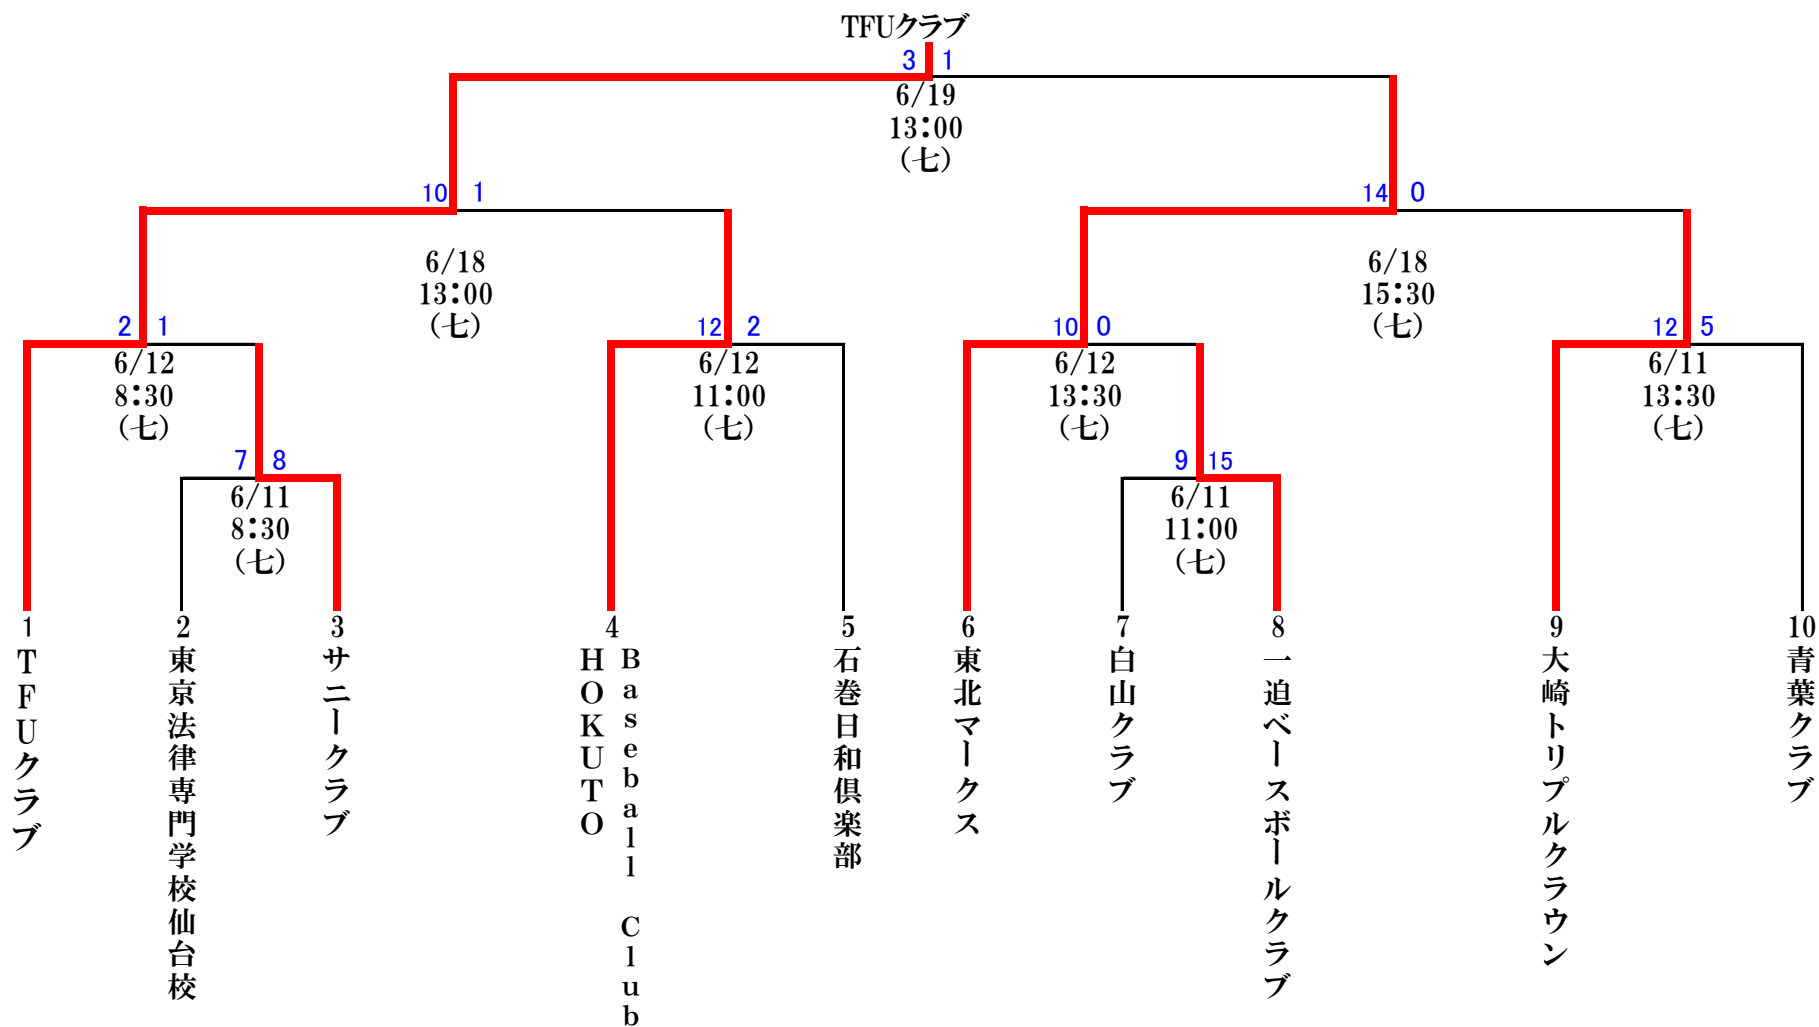 TFUクラブ
3 1
6/19
13:00
(七)
10 1
14 0
6/18
13:00
(七)
6/18
15:30
(七)
2 1
12 2
10 0
12 5
6/12
8:30
(七)
6/12
11:00
(七)
6/12
13:30
(七)
6/11
13:30
(七)
7 8
9 15
6/11
8:30
(七)
6/11
11:00
(七)
1
TFUクラブ
2
東京法律専門学校仙台校
3
サニークラブ
4
Baseball Club
HOKUTO
5
石巻日和倶楽部
6
東北マークス
7
白山クラブ
8
一迫ベースボールクラブ
9
大崎トリプルクラウン
10
青葉クラブ